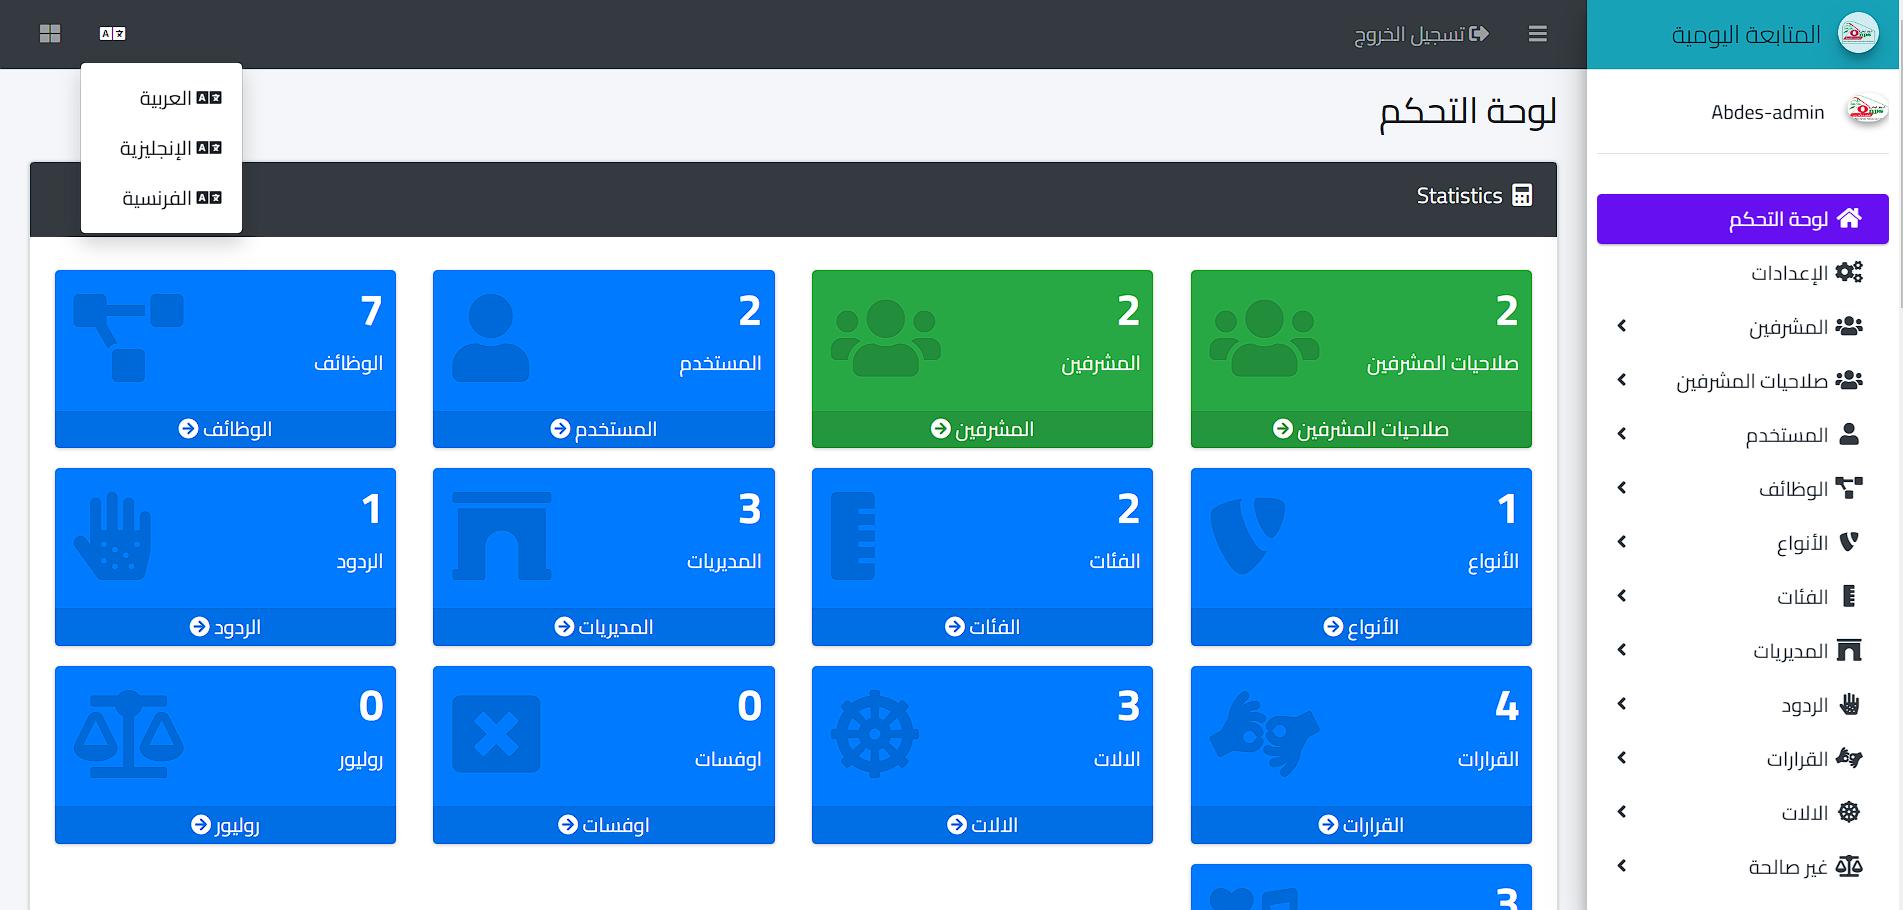 المتابعة اليومية
تسجيل الخروج
Abdes-admin
لوحة التحكم
الإعدادات
المشرفين
صلاحيات المشرفين
المستخدم
الوظائف
الأنواع
الفئات
المديريات
الردود
القرارات
الالات
غير صالحة
العربية
الإنجليزية
الفرنسية
لوحة التحكم
Statistics
2
صلاحيات المشرفين
صلاحيات المشرفين
2
المشرفين
المشرفين
2
المستخدم
المستخدم
7
الوظائف
الوظائف
1
الأنواع
الأنواع
2
الفئات
الفئات
3
المديريات
المديريات
1
الردود
الردود
4
القرارات
القرارات
3
الالات
الالات
0
اوفسات
اوفسات
0
روليور
روليور
3